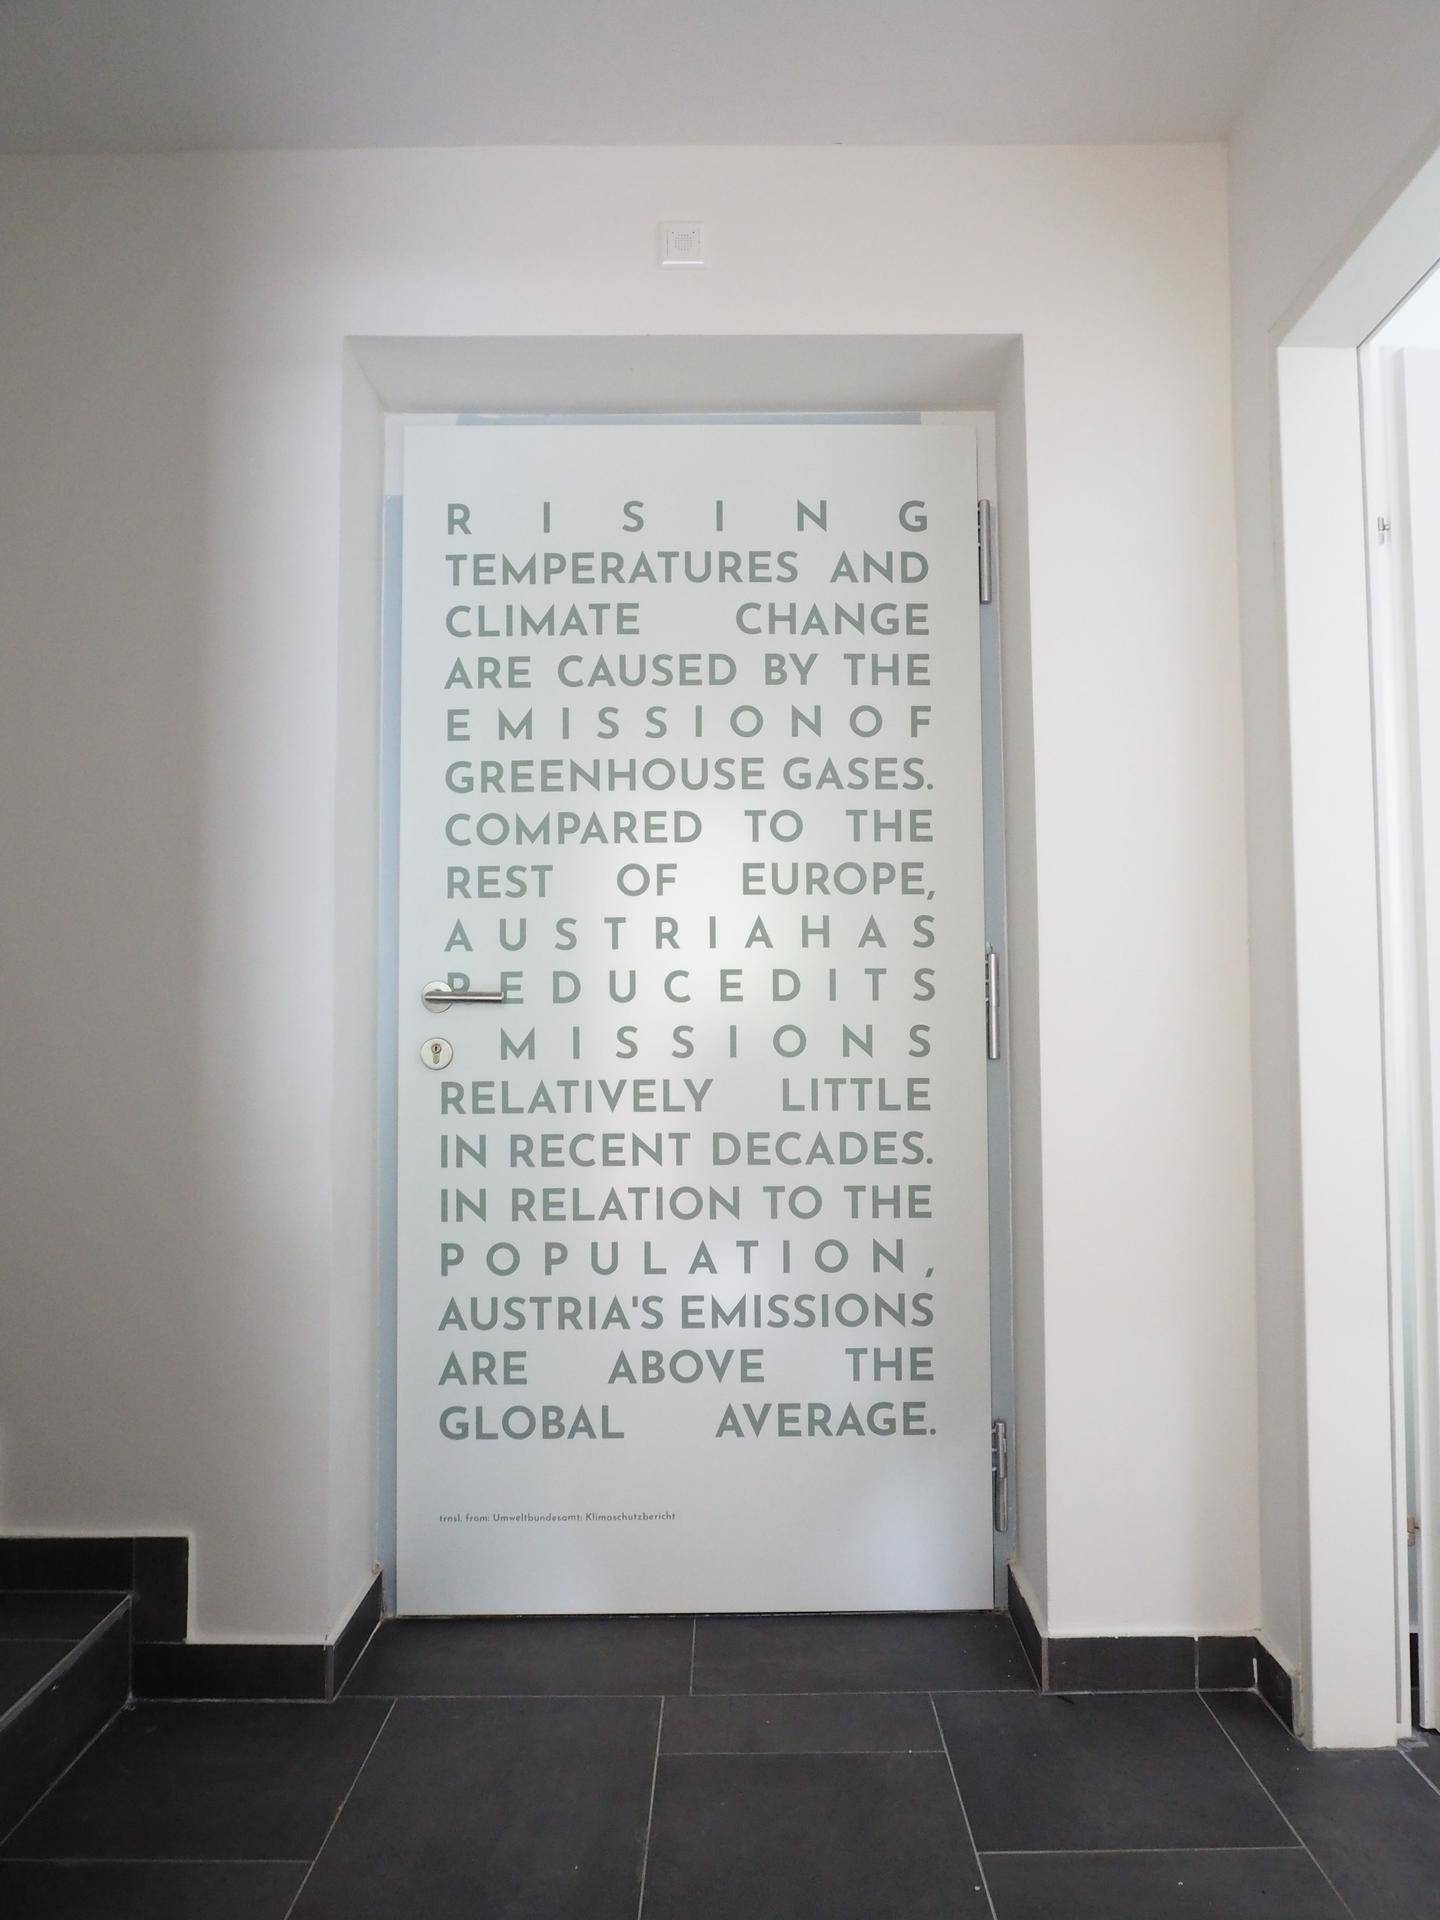 RISING
TEMPERATURES AND
CLIMATE CHANGE
ARE CAUSED BY THE
EMISSION OF
GREENHOUSE GASES.
COMPARED TO THE
REST OF EUROPE,
AUSTRIA HAS
REDUCED ITS
MISSIONS
RELATIVELY LITTLE
IN RECENT DECADES.
IN RELATION TO THE
POPULATION,
AUSTRIA'S EMISSIONS
ARE ABOVE THE
GLOBAL AVERAGE.
trnsl. from: Umweltbundesamt: Klimaschutzbericht